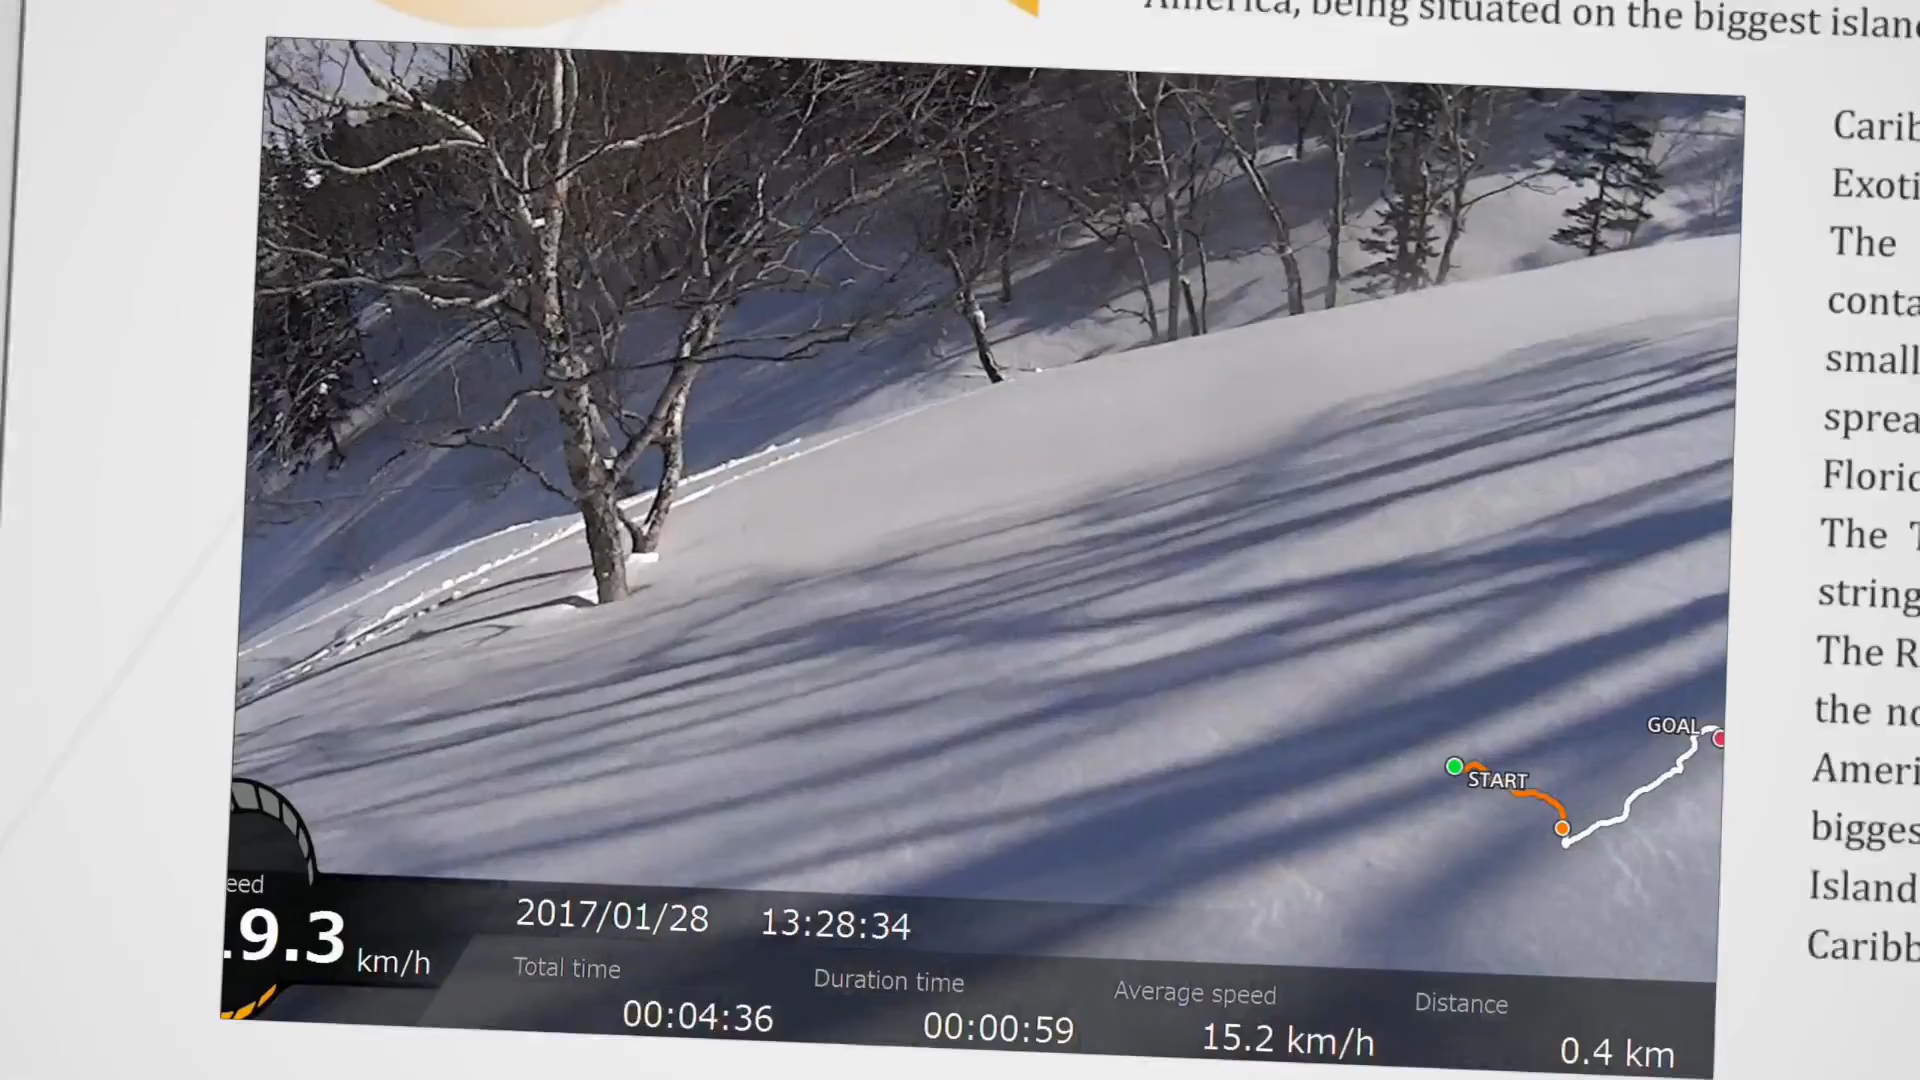 America, being situated on the biggest island
Carib
Exoti
The
conta
small
sprea
Florid
The T
string
The R
the no
Ameri
bigges
Island
Caribb
GOAL
START
eed
.9.3 km/h
2017/01/28 13:28:34
Total time
00:04:36
Duration time
00:00:59
Average speed
15.2 km/h
Distance
0.4 km